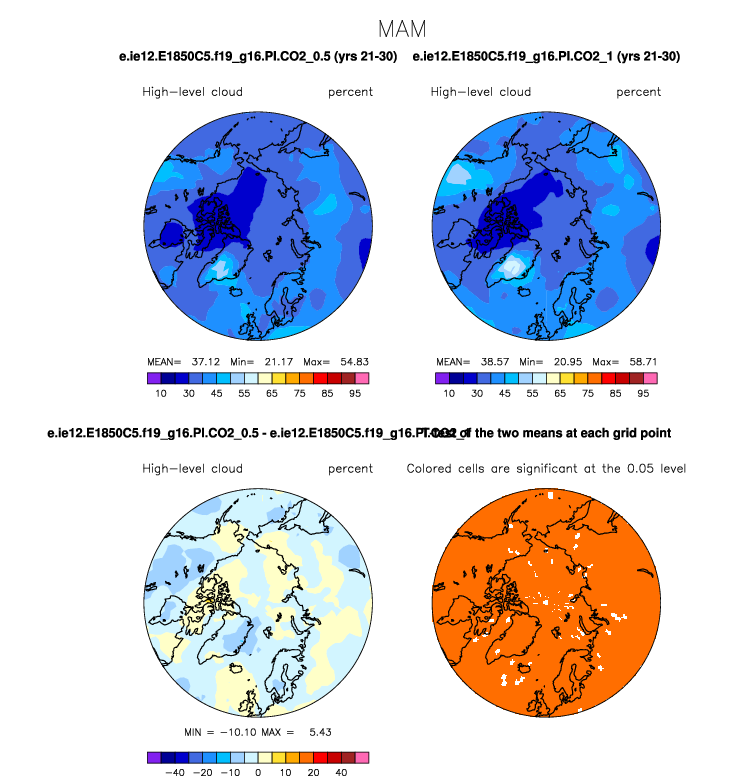 MAM
e.ie12.E1850C5.f19_g16.PI.CO2_0.5 (yrs 21-30)
e.ie12.E1850C5.f19_g16.PI.CO2_1 (yrs 21-30)
High-level cloud percent
High-level cloud percent
MEAN= 37.12 Min= 21.17 Max= 54.83
MEAN= 38.57 Min= 20.95 Max= 58.71
10 30 45 55 65 75 85 95
10 30 45 55 65 75 85 95
e.ie12.E1850C5.f19_g16.PI.CO2_0.5 - e.ie12.E1850C5.f19_g16.PI.CO2_1
T-test of the two means at each grid point
High-level cloud percent
Colored cells are significant at the 0.05 level
MIN = -10.10 MAX = 5.43
-40 -20 -10 0 10 20 40